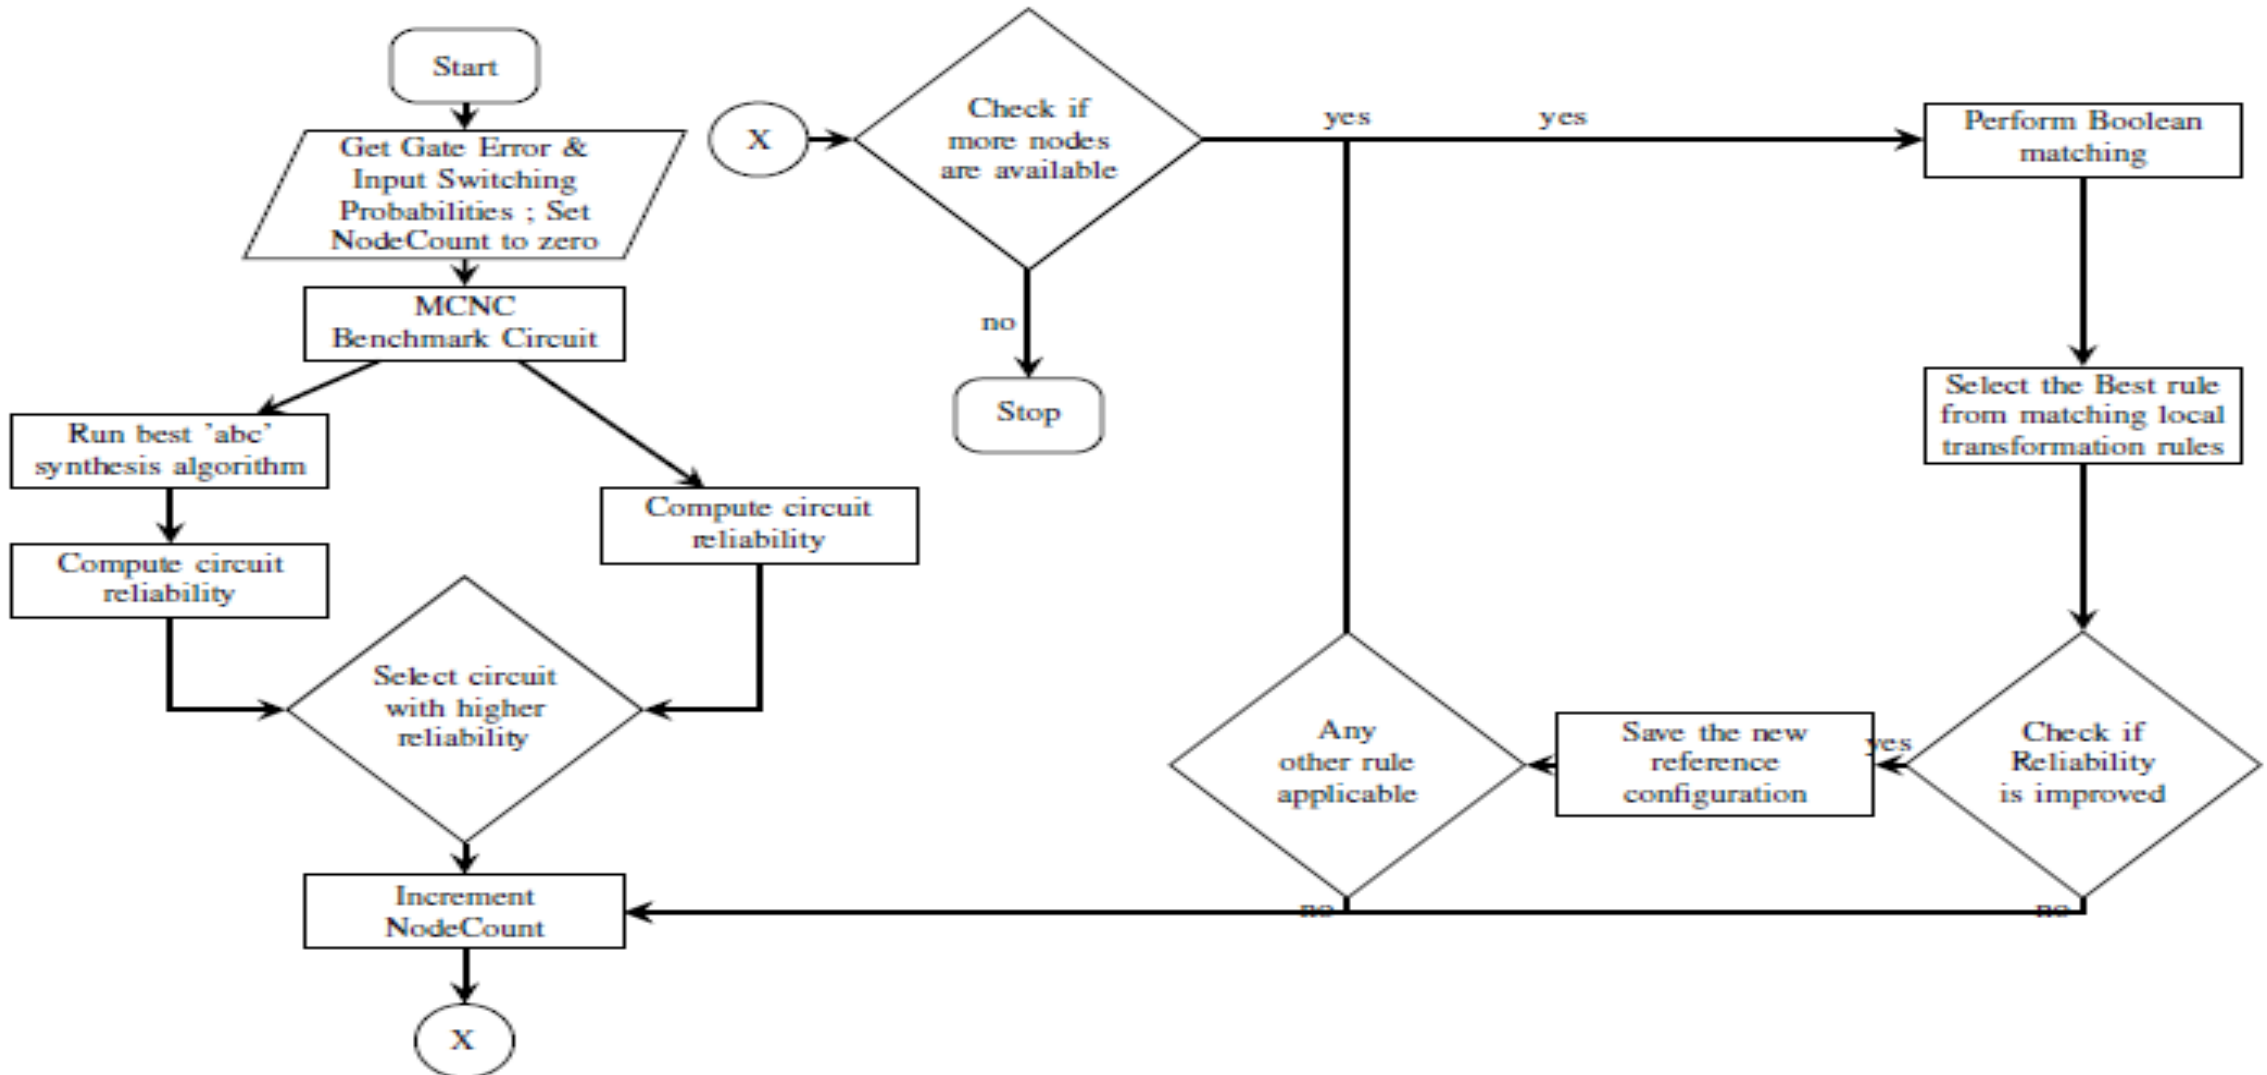 Start
Get Gate Error &
Input Switching
Probabilities ; Set
NodeCount to zero
MCNC
Benchmark Circuit
Run best 'abc'
synthesis algorithm
Compute circuit
reliability
Compute circuit
reliability
Select circuit
with higher
reliability
Increment
NodeCount
X
X
Check if
more nodes
are available
no
Stop
yes
yes
Perform Boolean
matching
Select the Best rule
from matching local
transformation rules
Check if
Reliability
is improved
yes
no
Save the new
reference
configuration
Any
other rule
applicable
no